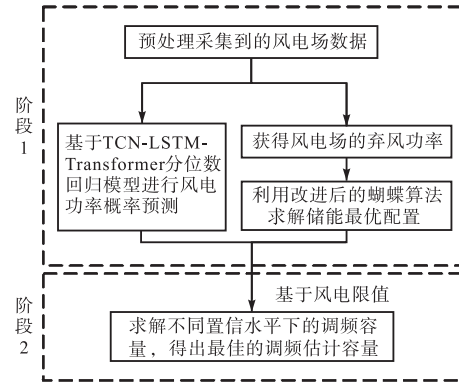 阶段1
预处理采集到的风电场数据
基于TCN-LSTM-
Transformer分位数
回归模型进行风电
功率概率预测
获得风电场的弃风功率
利用改进后的蝴蝶算法
求解储能最优配置
阶段2
基于风电限值
求解不同置信水平下的调频容
量，得出最佳的调频估计容量